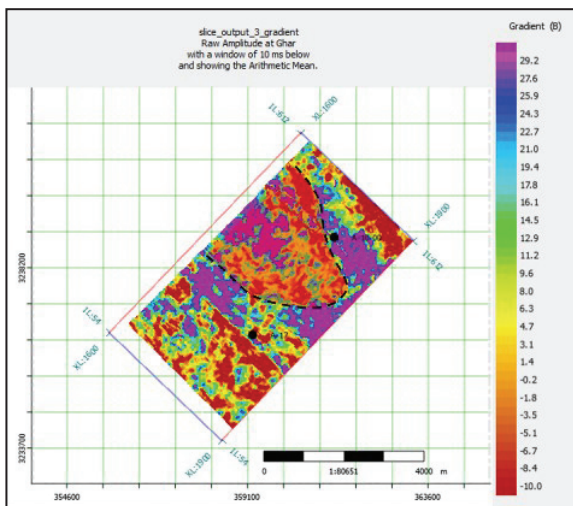 slice_output_3_gradient
Raw Amplitude at Ghar
with a window of 10 ms below
and showing the Arithmetic Mean.
Gradient (B)
29.2
27.6
25.9
24.3
22.7
21.0
19.4
17.8
16.1
14.5
12.9
11.2
9.6
8.0
6.3
4.7
3.1
1.4
-0.2
-1.8
-3.5
-5.1
-6.7
-8.4
-10.0
IL:612
XL:1600
XL:1900
IL:612
IL:54
XL:1600
XL:1900
IL:54
3238200
3233700
0
1:80651
4000 m
354600
359100
363600